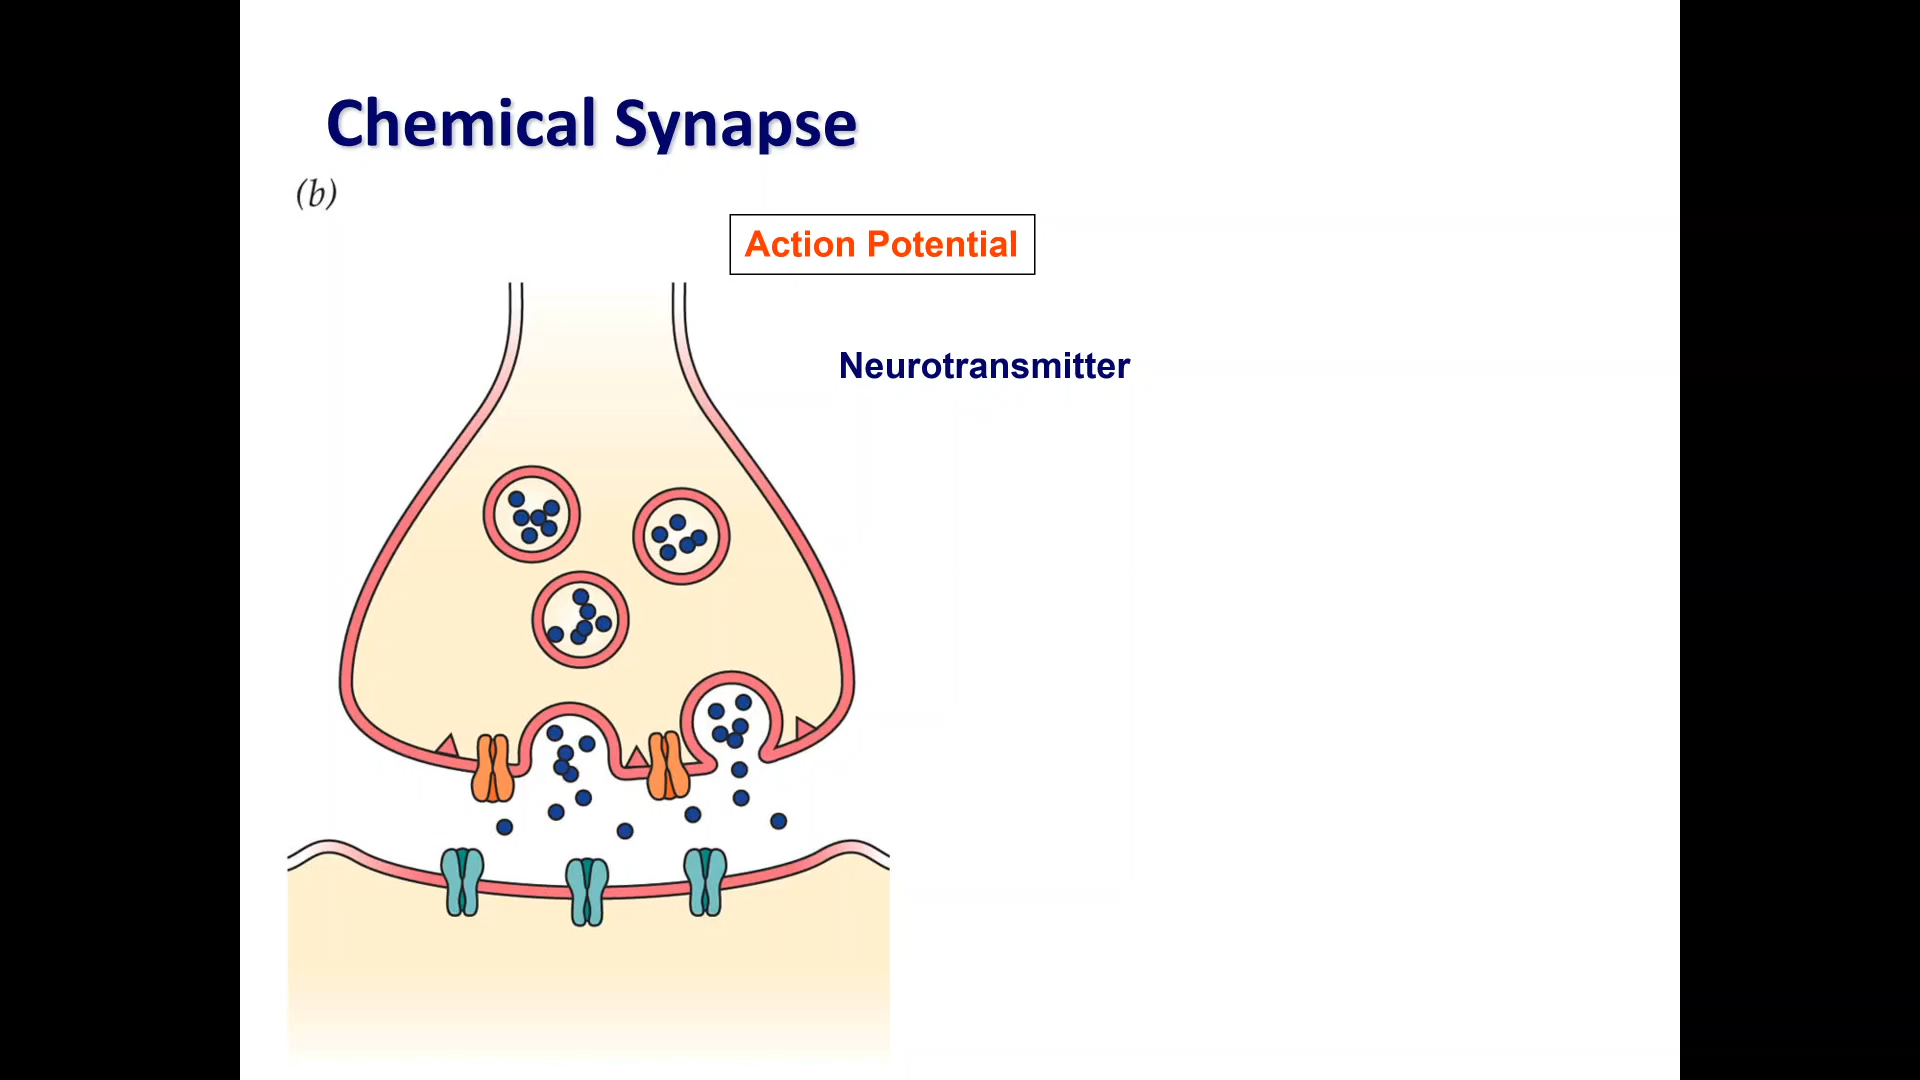 Chemical Synapse
(b)
Action Potential
Neurotransmitter